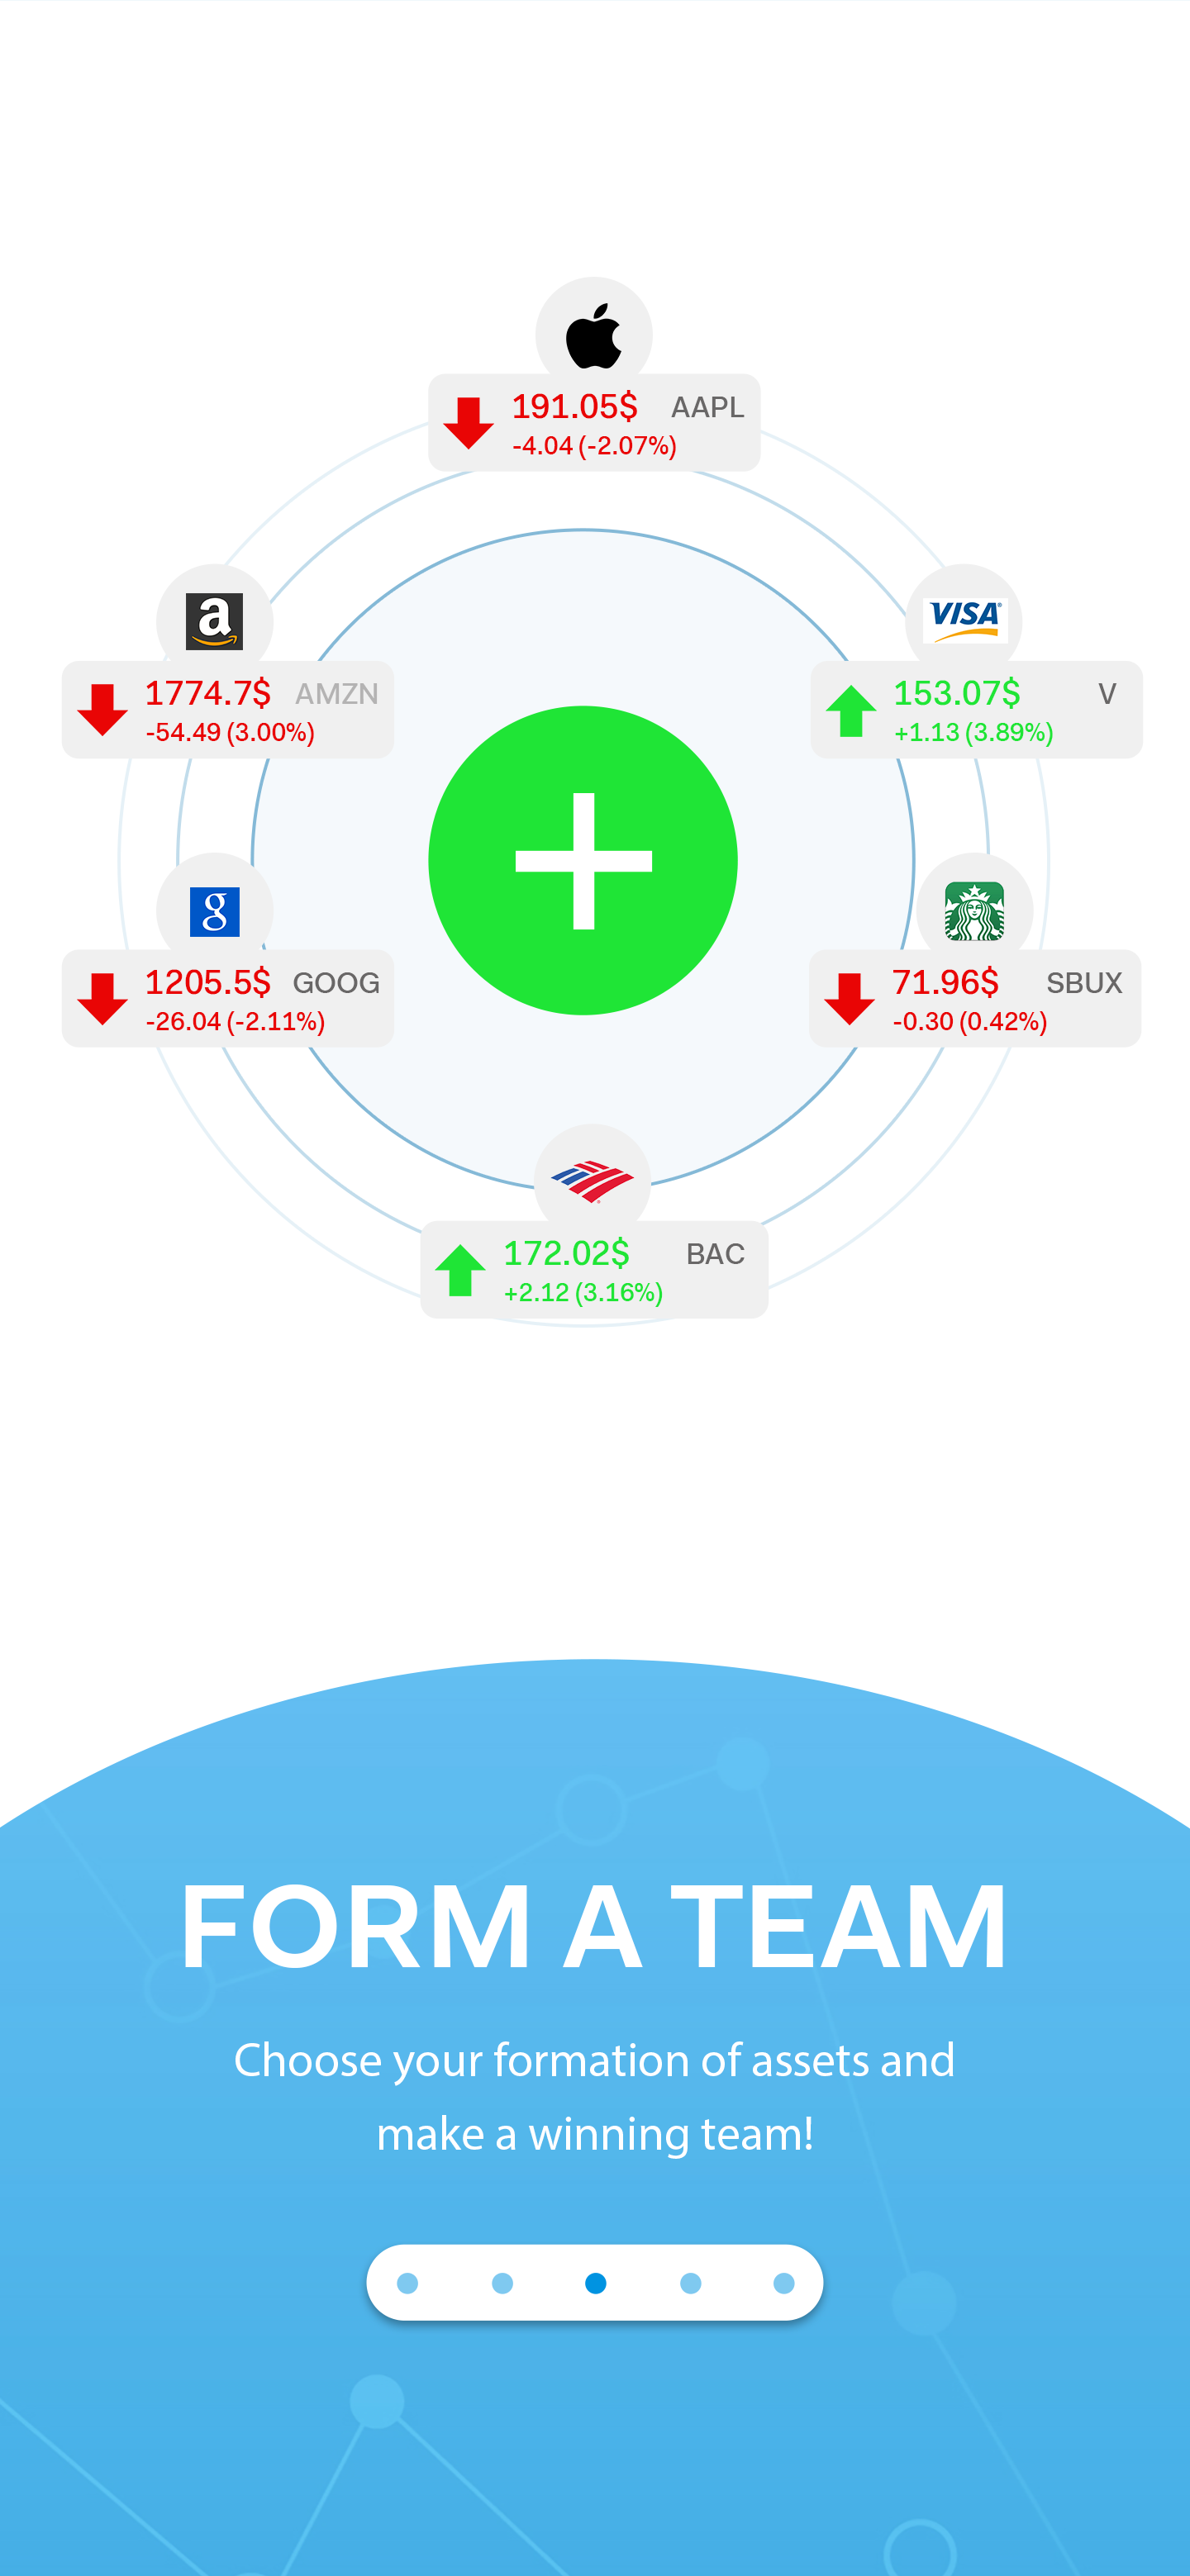 191.05$ AAPL
-4.04 (-2.07%)
a
1774.7$ AMZN
-54.49 (3.00%)
VISA®
153.07$ V
+1.13 (3.89%)
g
1205.5$ GOOG
-26.04 (-2.11%)
71.96$ SBUX
-0.30 (0.42%)
172.02$ BAC
+2.12 (3.16%)
FORM A TEAM
Choose your formation of assets and
make a winning team!